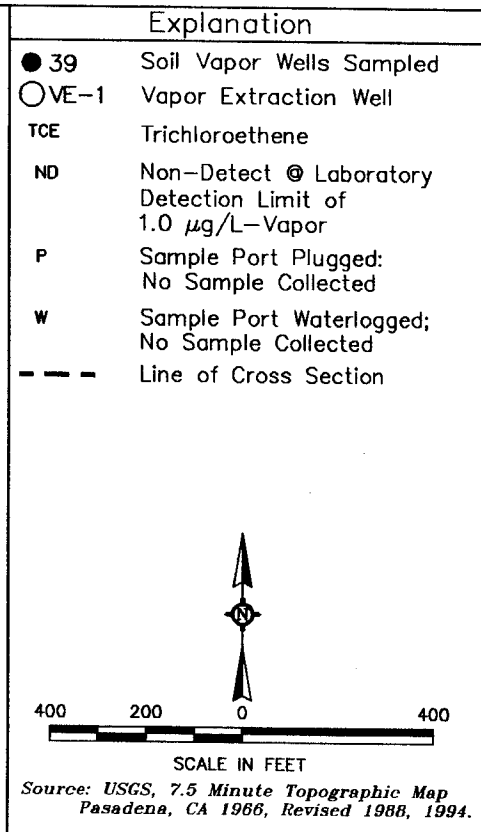 Explanation
39 Soil Vapor Wells Sampled
VE-1 Vapor Extraction Well
TCE Trichloroethene
ND Non-Detect @ Laboratory
Detection Limit of
1.0 µg/L-Vapor
P Sample Port Plugged:
No Sample Collected
W Sample Port Waterlogged;
No Sample Collected
Line of Cross Section
N
400 200 0 400
SCALE IN FEET
Source: USGS, 7.5 Minute Topographic Map
Pasadena, CA 1966, Revised 1988, 1994.